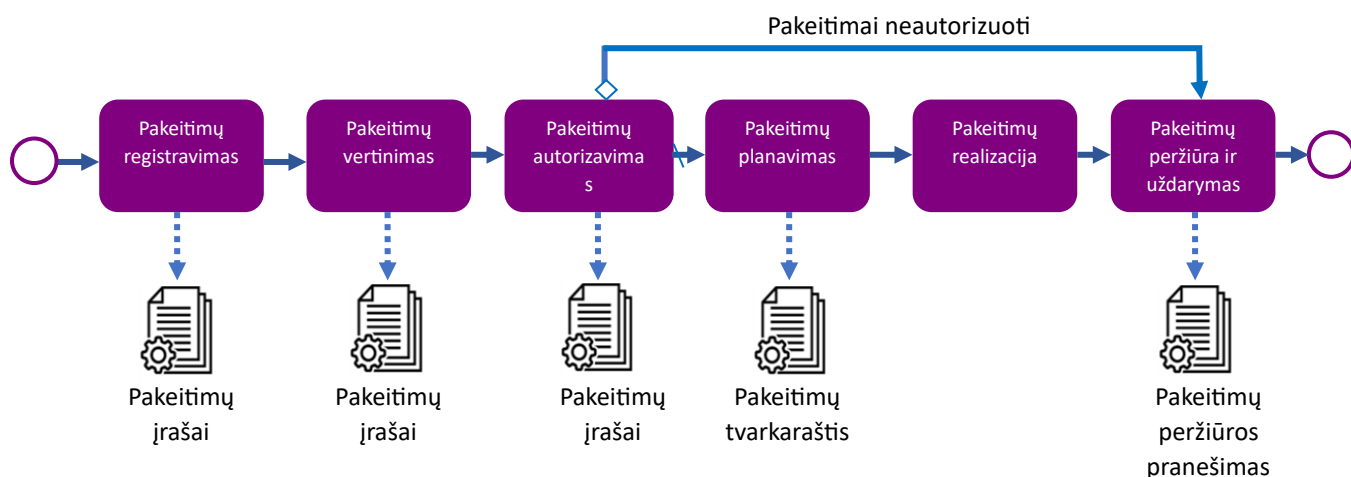 Pakeitimai neautorizuoti
Pakeitimų
registravimas
Pakeitimų
vertinimas
Pakeitimų
autorizavima
s
Pakeitimų
planavimas
Pakeitimų
realizacija
Pakeitimų
peržiūra ir
uždarymas
Pakeitimų
įrašai
Pakeitimų
įrašai
Pakeitimų
įrašai
Pakeitimų
tvarkaraštis
Pakeitimų
peržiūros
pranešimas